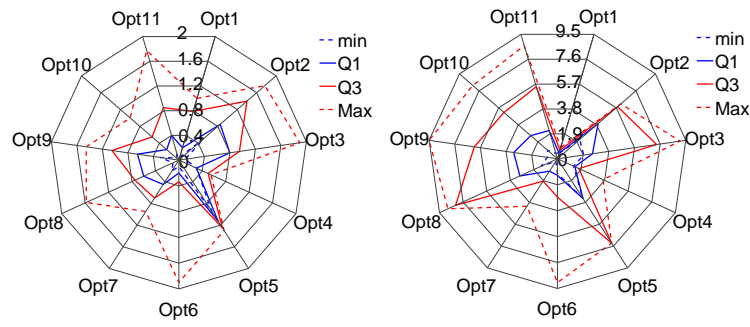 Opt11 Opt1
2
Opt10 1.6 Opt2
1.2
0.8
Opt9 0.4 Opt3
0
Opt8 Opt4
Opt7 Opt5
Opt6
min
Q1
Q3
Max
Opt11 9.5 Opt1
Opt10 7.6 Opt2
5.7
3.8
Opt9 1.9 Opt3
0
Opt8 Opt4
Opt7 Opt5
Opt6
min
Q1
Q3
Max